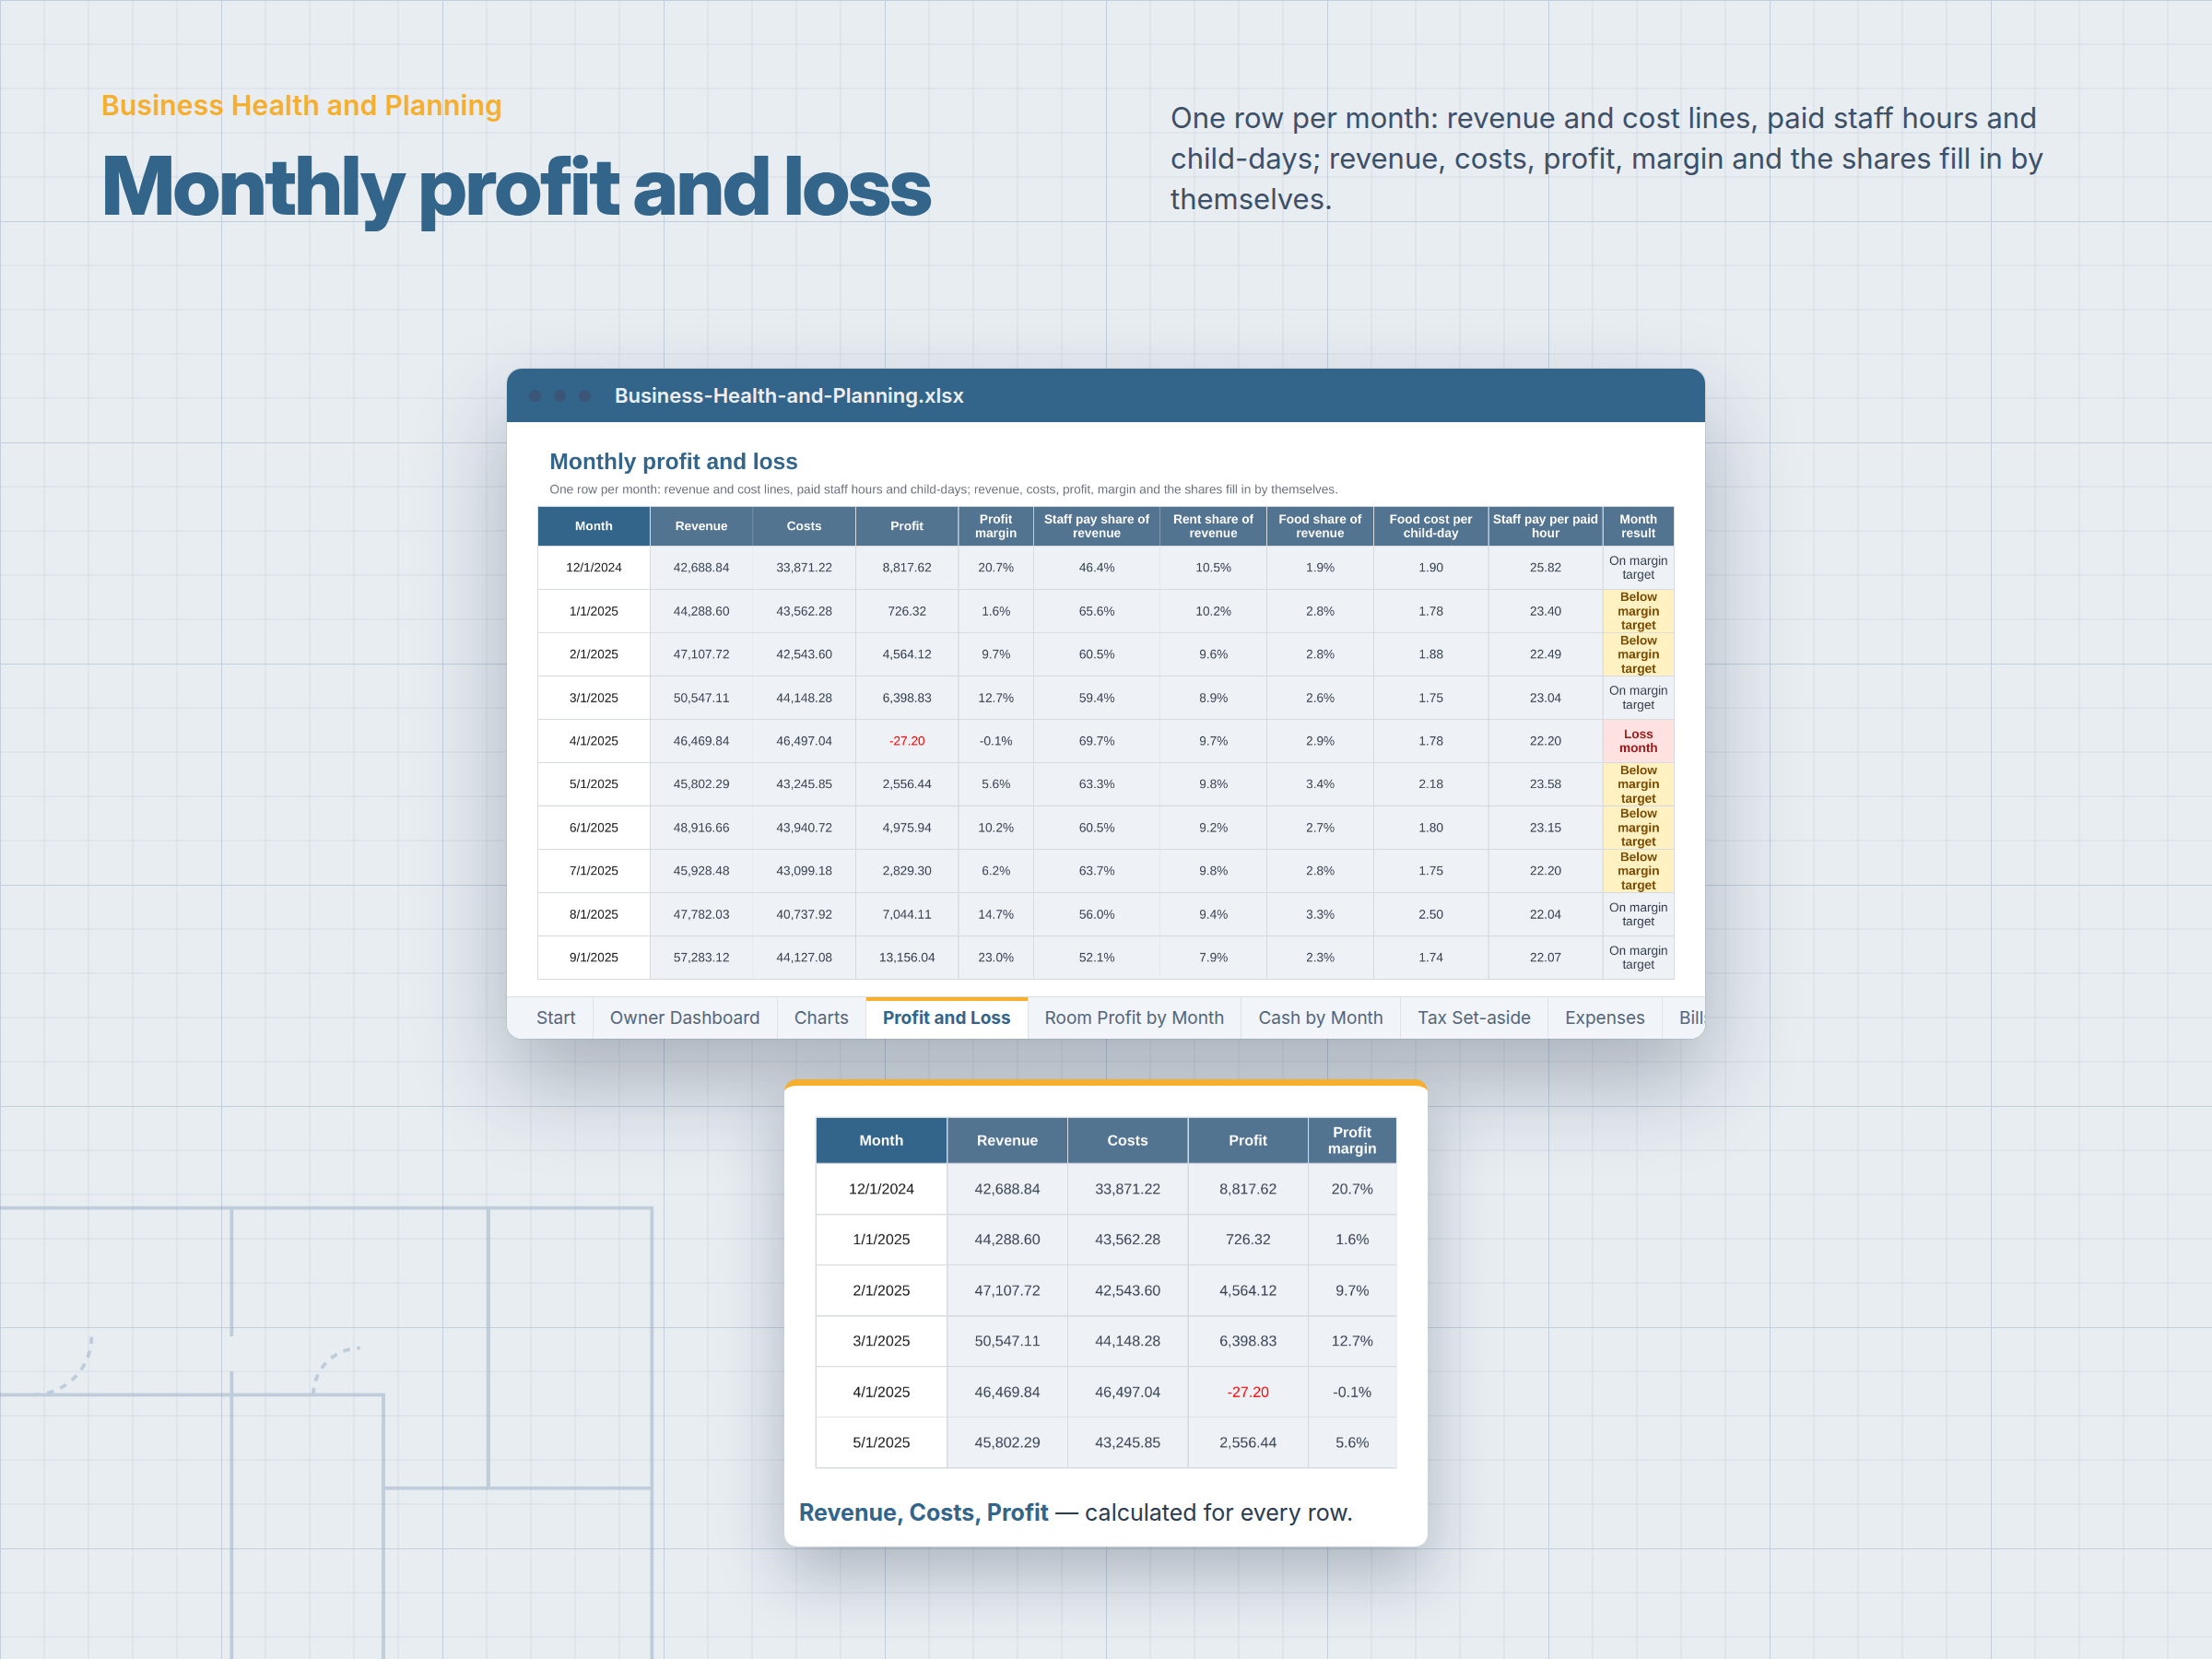 Business Health and Planning
Monthly profit and loss
One row per month: revenue and cost lines, paid staff hours and
child-days; revenue, costs, profit, margin and the shares fill in by
themselves.
Business-Health-and-Planning.xlsx
Monthly profit and loss
One row per month: revenue and cost lines, paid staff hours and child-days; revenue, costs, profit, margin and the shares fill in by themselves.
Month Revenue Costs Profit Profit margin Staff pay share of revenue Rent share of revenue Food share of revenue Food cost per child-day Staff pay per paid hour Month result
12/1/2024 42,688.84 33,871.22 8,817.62 20.7% 46.4% 10.5% 1.9% 1.90 25.82 On margin target
1/1/2025 44,288.60 43,562.28 726.32 1.6% 65.6% 10.2% 2.8% 1.78 23.40 Below margin target
2/1/2025 47,107.72 42,543.60 4,564.12 9.7% 60.5% 9.6% 2.8% 1.88 22.49 Below margin target
3/1/2025 50,547.11 44,148.28 6,398.83 12.7% 59.4% 8.9% 2.6% 1.75 23.04 On margin target
4/1/2025 46,469.84 46,497.04 -27.20 -0.1% 69.7% 9.7% 2.9% 1.78 22.20 Loss month
5/1/2025 45,802.29 43,245.85 2,556.44 5.6% 63.3% 9.8% 3.4% 2.18 23.58 Below margin target
6/1/2025 48,916.66 43,940.72 4,975.94 10.2% 60.5% 9.2% 2.7% 1.80 23.15 Below margin target
7/1/2025 45,928.48 43,099.18 2,829.30 6.2% 63.7% 9.8% 2.8% 1.75 22.20 Below margin target
8/1/2025 47,782.03 40,737.92 7,044.11 14.7% 56.0% 9.4% 3.3% 2.50 22.04 On margin target
9/1/2025 57,283.12 44,127.08 13,156.04 23.0% 52.1% 7.9% 2.3% 1.74 22.07 On margin target
Start Owner Dashboard Charts Profit and Loss Room Profit by Month Cash by Month Tax Set-aside Expenses
Month Revenue Costs Profit Profit margin
12/1/2024 42,688.84 33,871.22 8,817.62 20.7%
1/1/2025 44,288.60 43,562.28 726.32 1.6%
2/1/2025 47,107.72 42,543.60 4,564.12 9.7%
3/1/2025 50,547.11 44,148.28 6,398.83 12.7%
4/1/2025 46,469.84 46,497.04 -27.20 -0.1%
5/1/2025 45,802.29 43,245.85 2,556.44 5.6%
Revenue, Costs, Profit — calculated for every row.